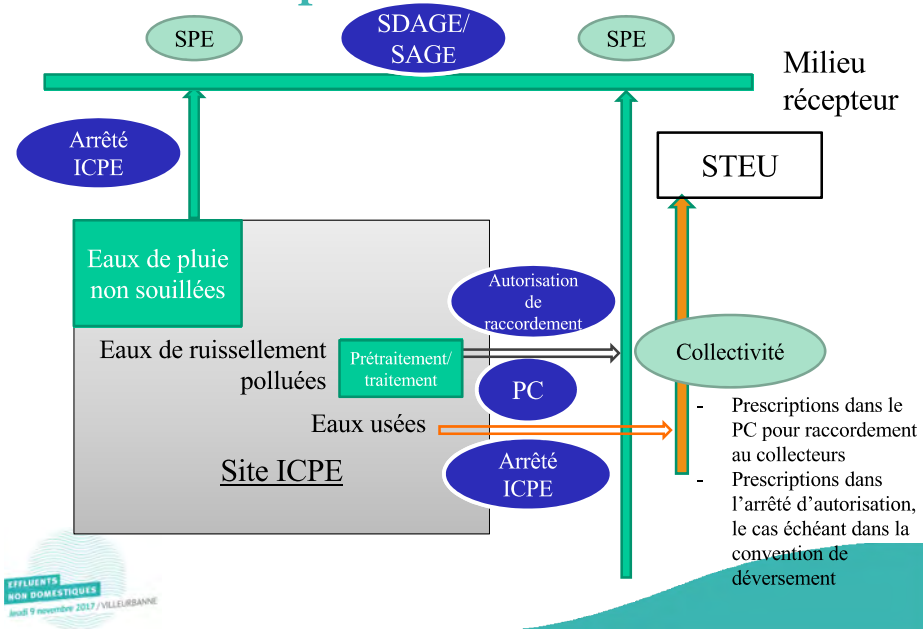 SPE
SDAGE/
SAGE
SPE
Milieu
récepteur
Arrêté
ICPE
STEU
Eaux de pluie
non souillées
Autorisation
de
raccordement
Eaux de ruissellement
polluées
Prétraitement/
traitement
Collectivité
PC
Eaux usées
Arrêté
ICPE
Site ICPE
- Prescriptions dans le
PC pour raccordement
au collecteurs
- Prescriptions dans
l’arrêté d’autorisation,
le cas échéant dans la
convention de
déversement
EFFLUENTS
NON DOMESTIQUES
Jeudi 9 novembre 2017 / VILLEURBANNE